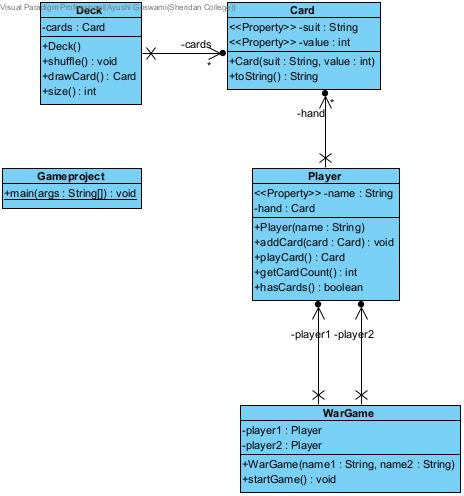 Visual Paradigm Professional(Ayushi Goswami(Sheridan College))
Deck
-cards : Card
+Deck()
+shuffle() : void
+drawCard() : Card
+size() : int
-cards
*
Card
<<Property>> -suit : String
<<Property>> -value : int
+Card(suit : String, value : int)
+toString() : String
*
-hand
Gameproject
+main(args : String[]) : void
Player
<<Property>> -name : String
-hand : Card
+Player(name : String)
+addCard(card : Card) : void
+playCard() : Card
+getCardCount() : int
+hasCards() : boolean
-player1 -player2
WarGame
-player1 : Player
-player2 : Player
+WarGame(name1 : String, name2 : String)
+startGame() : void